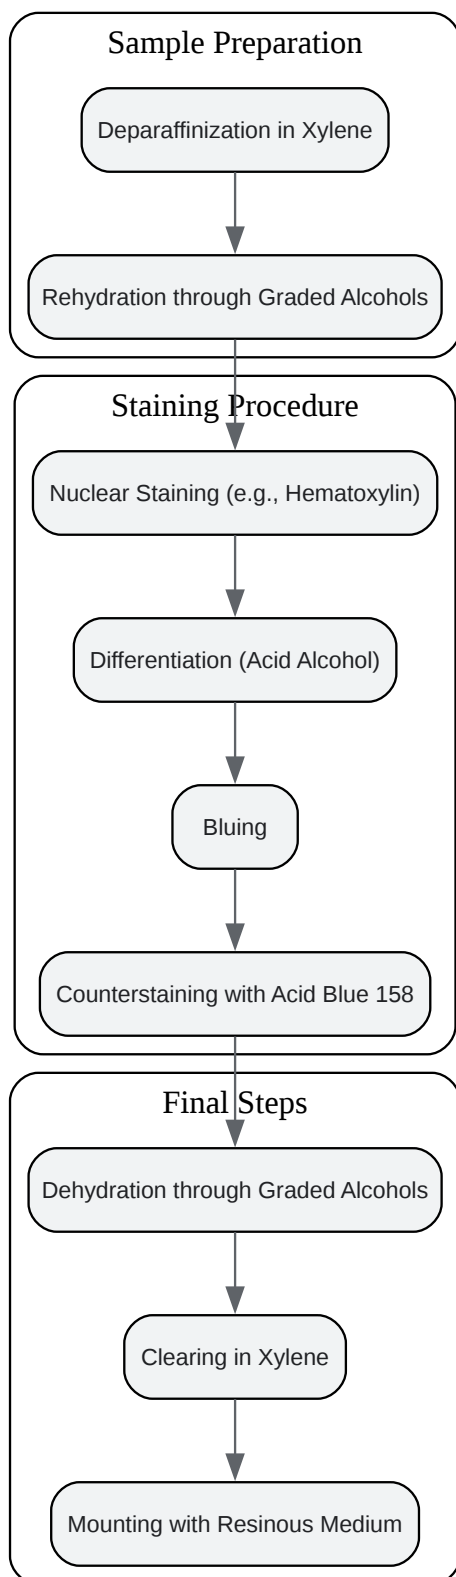 Sample Preparation
Deparaffinization in Xylene
Rehydration through Graded Alcohols
Staining Procedure
Nuclear Staining (e.g., Hematoxylin)
Differentiation (Acid Alcohol)
Bluing
Counterstaining with Acid Blue 158
Final Steps
Dehydration through Graded Alcohols
Clearing in Xylene
Mounting with Resinous Medium